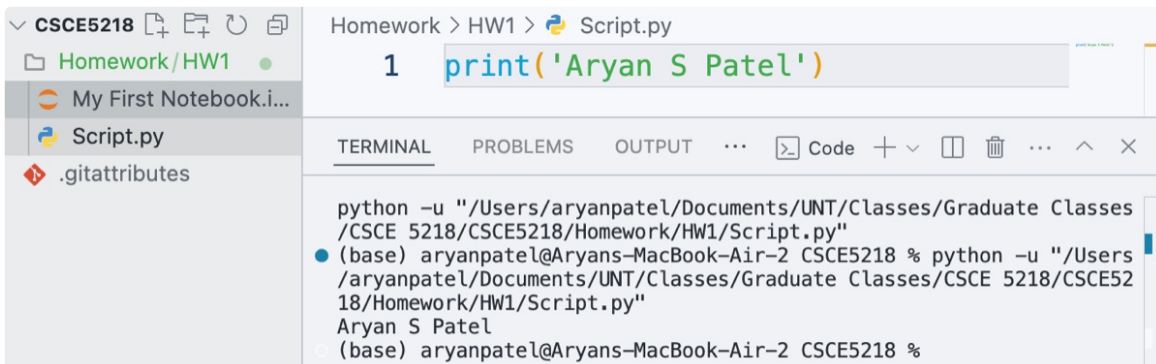 CSCE5218
Homework/HW1
My First Notebook.i...
Script.py
.gitattributes
Homework > HW1 > Script.py
1 print('Aryan S Patel')
TERMINAL PROBLEMS OUTPUT ... Code
python -u "/Users/aryanpatel/Documents/UNT/Classes/Graduate Classes
/CSCE 5218/CSCE5218/Homework/HW1/Script.py"
(base) aryanpatel@Aryans-MacBook-Air-2 CSCE5218 % python -u "/Users
/aryanpatel/Documents/UNT/Classes/Graduate Classes/CSCE 5218/CSCE52
18/Homework/HW1/Script.py"
Aryan S Patel
(base) aryanpatel@Aryans-MacBook-Air-2 CSCE5218 %